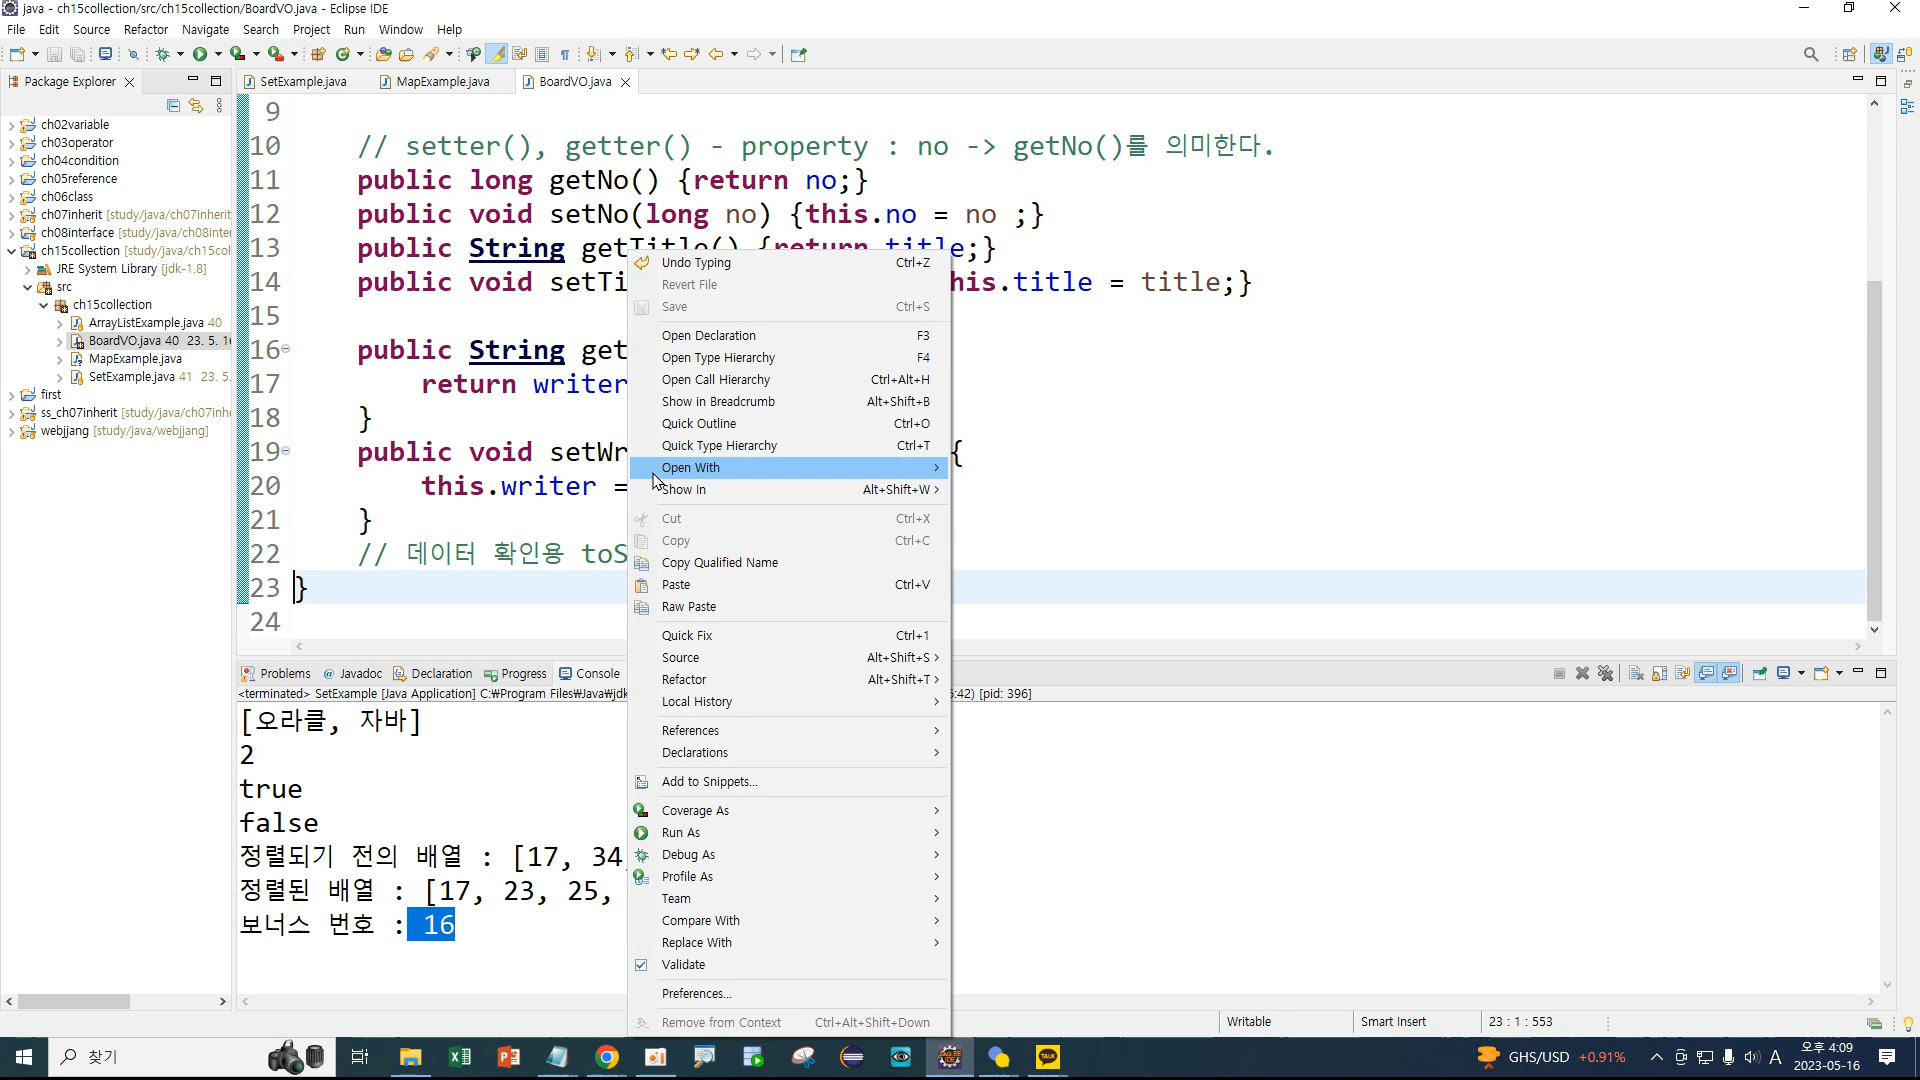 java - ch15collection/src/ch15collection/BoardVO.java - Eclipse IDE
File Edit Source Refactor Navigate Search Project Run Window Help
Package Explorer
SetExample.java MapExample.java BoardVO.java
ch02variable
ch03operator
ch04condition
ch05reference
ch06class
ch07inherit [study/java/ch07inherit
ch08interface [study/java/ch08inter
ch15collection [study/java/ch15col
JRE System Library [jdk-1.8]
src
ch15collection
ArrayListExample.java 40
BoardVO.java 40 23. 5. 16
MapExample.java
SetExample.java 41 23. 5.
first
ss_ch07inherit [study/java/ch07inhe
webjjang [study/java/webjjang]
9
10 // setter(), getter() - property : no -> getNo()를 의미한다.
11 public long getNo() {return no;}
12 public void setNo(long no) {this.no = no ;}
13 public String getTitle() {return title;}
14 public void setTi his.title = title;}
15
16 public String get
17 return writer
18 }
19 public void setWr {
20 this.writer =
21 }
22 // 데이터 확인용 toS
23 }
24
Undo Typing Ctrl+Z
Revert File
Save Ctrl+S
Open Declaration F3
Open Type Hierarchy F4
Open Call Hierarchy Ctrl+Alt+H
Show in Breadcrumb Alt+Shift+B
Quick Outline Ctrl+O
Quick Type Hierarchy Ctrl+T
Open With
Show In Alt+Shift+W
Cut Ctrl+X
Copy Ctrl+C
Copy Qualified Name
Paste Ctrl+V
Raw Paste
Quick Fix Ctrl+1
Source Alt+Shift+S
Refactor Alt+Shift+T
Local History
References
Declarations
Add to Snippets...
Coverage As
Run As
Debug As
Profile As
Team
Compare With
Replace With
Validate
Preferences...
Remove from Context Ctrl+Alt+Shift+Down
Problems @ Javadoc Declaration Progress Console
<terminated> SetExample [Java Application] C:₩Program Files₩Java₩jdk :42) [pid: 396]
[오라클, 자바]
2
true
false
정렬되기 전의 배열 : [17, 34,
정렬된 배열 : [17, 23, 25,
보너스 번호 : 16
Writable Smart Insert 23 : 1 : 553
찾기
GHS/USD +0.91%
A
오후 4:09
2023-05-16